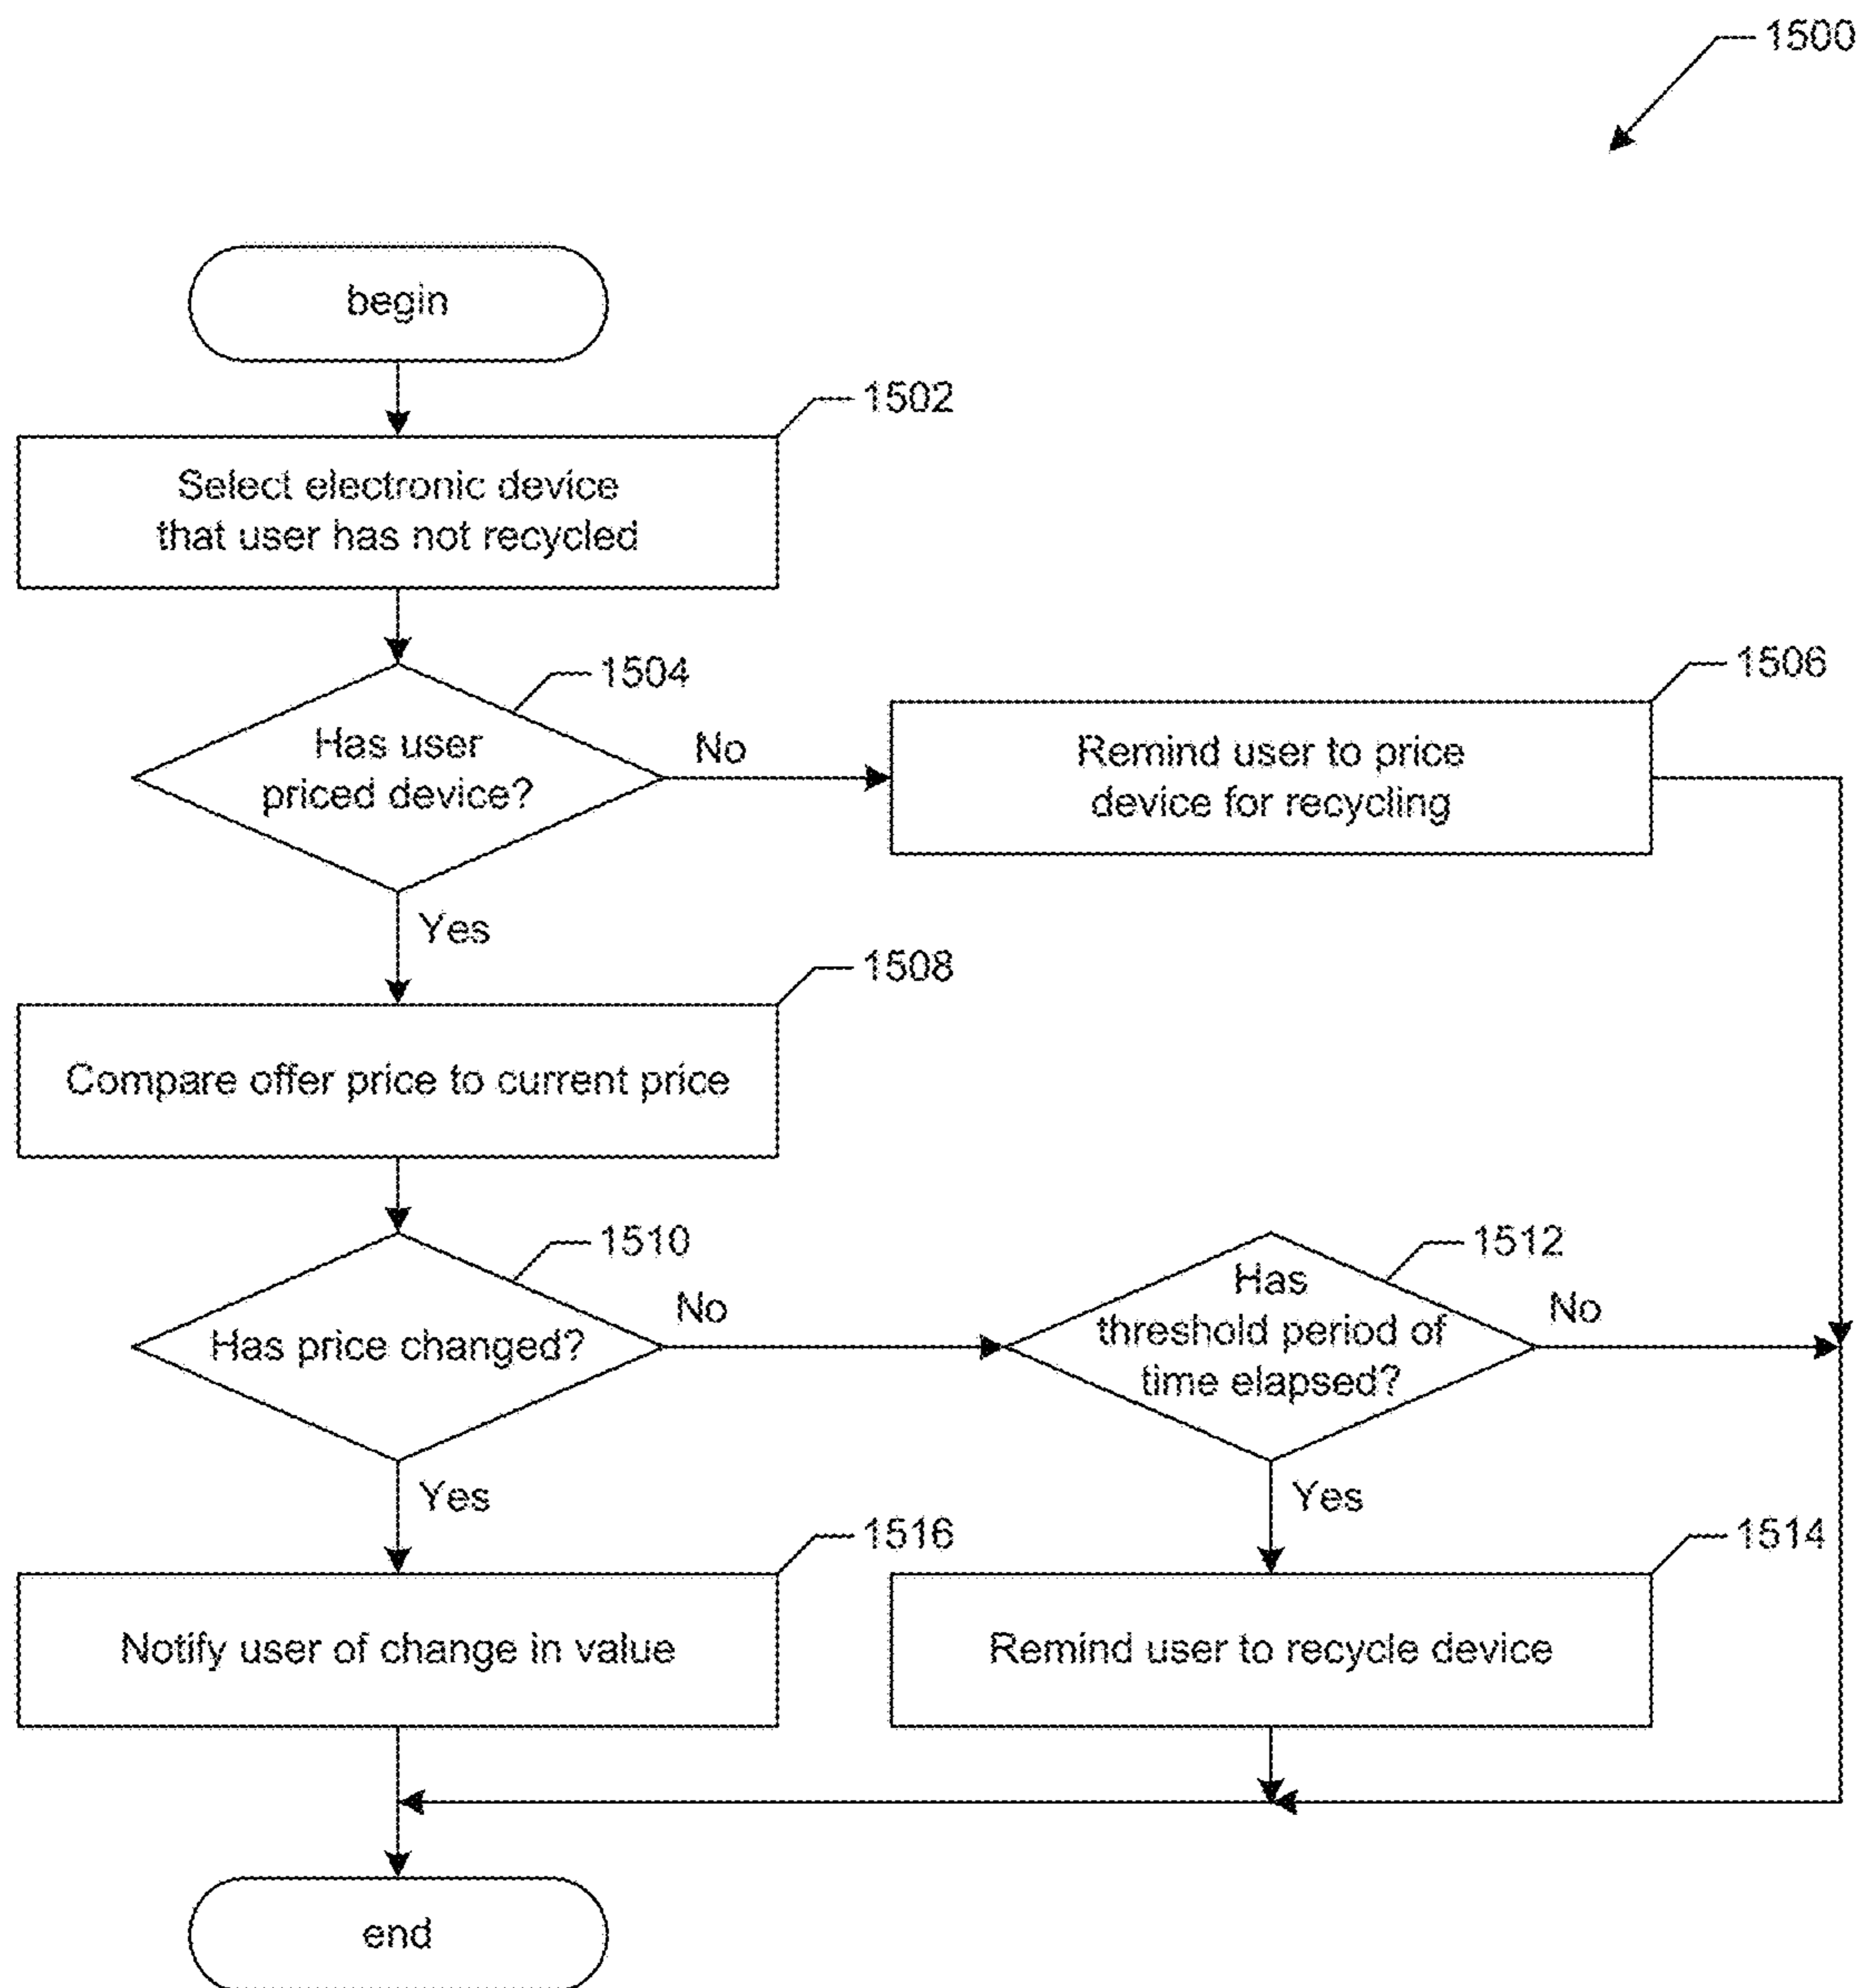 1500
begin
1502
Select electronic device
that user has not recycled
1504
Has user
priced device?
No
1506
Remind user to price
device for recycling
Yes
1508
Compare offer price to current price
1510
Has price changed?
No
1512
Has
threshold period of
time elapsed?
No
Yes
1516
Notify user of change in value
Yes
1514
Remind user to recycle device
end